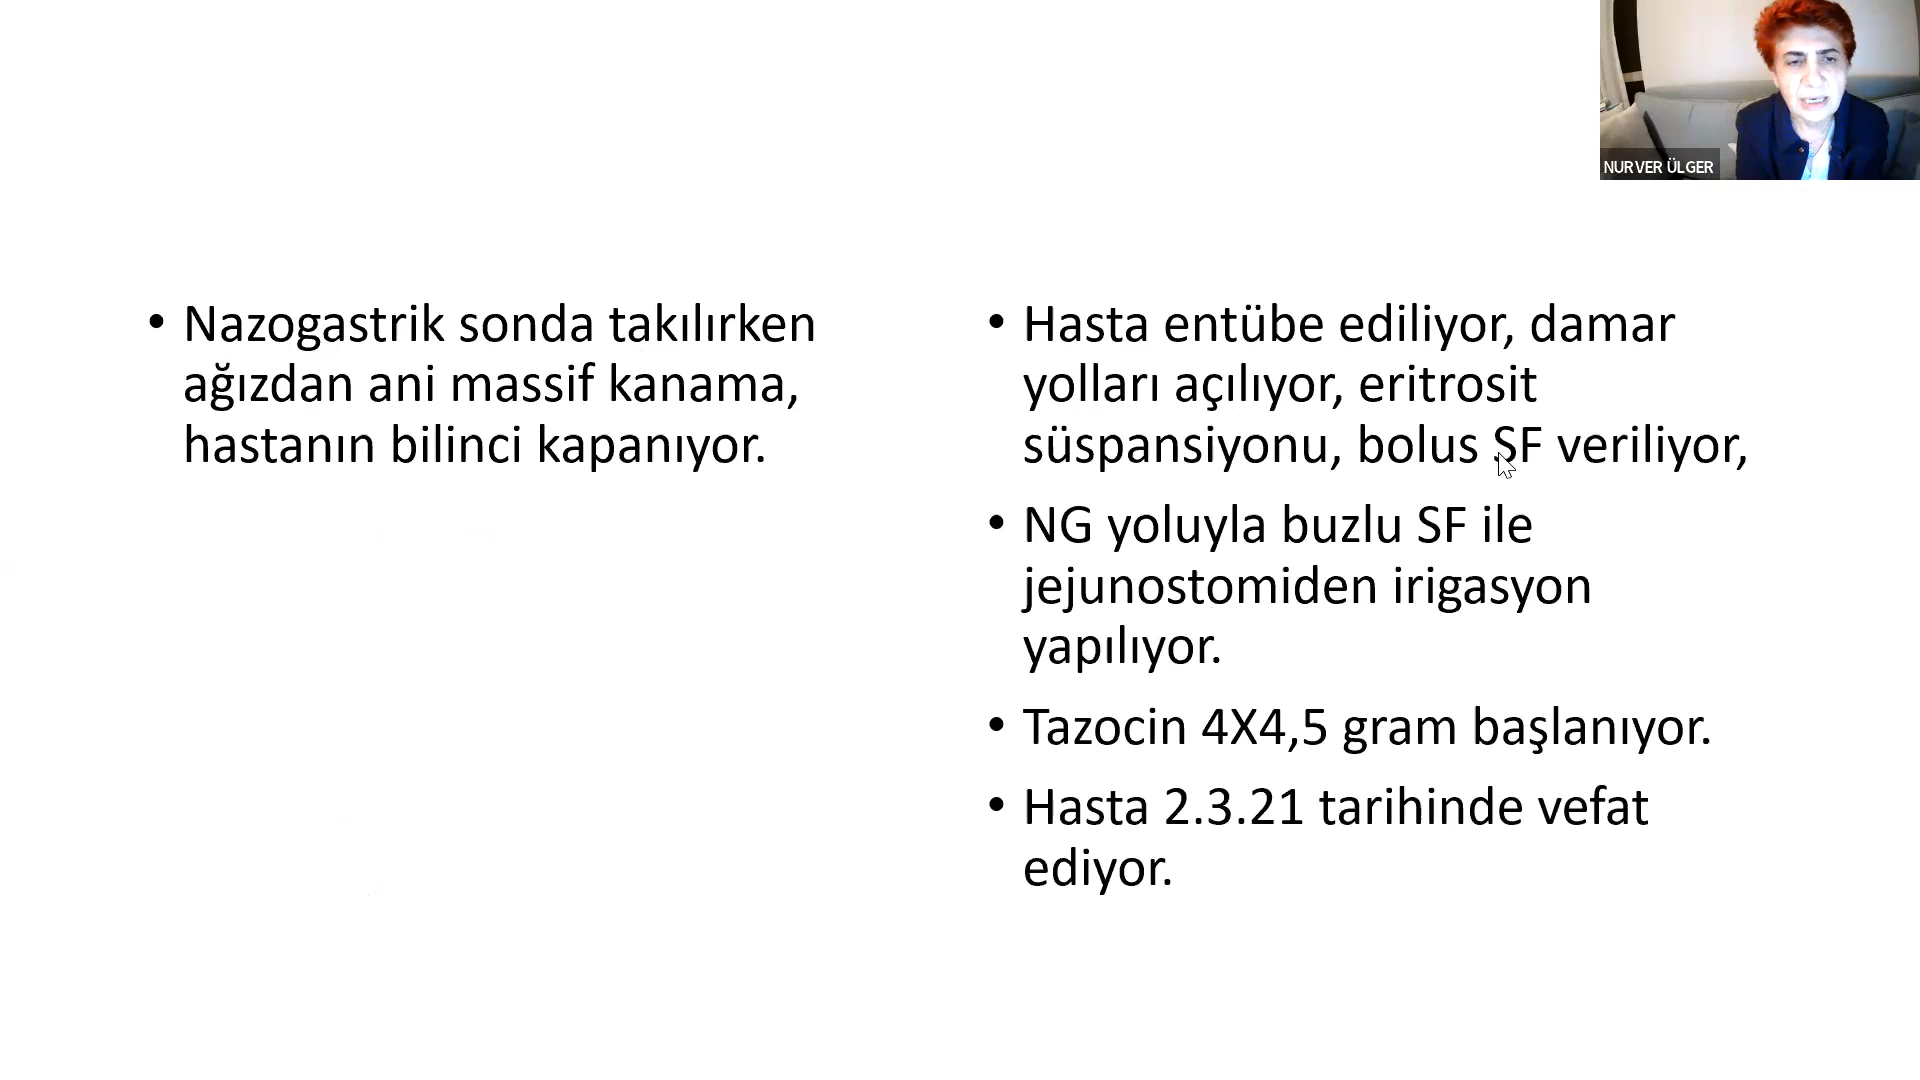 NURVER ÜLGER
• Nazogastrik sonda takılırken
ağızdan ani massif kanama,
hastanın bilinci kapanıyor.
• Hasta entübe ediliyor, damar
yolları açılıyor, eritrosit
süspansiyonu, bolus SF veriliyor,
• NG yoluyla buzlu SF ile
jejunostomiden irigasyon
yapılıyor.
• Tazocin 4X4,5 gram başlanıyor.
• Hasta 2.3.21 tarihinde vefat
ediyor.